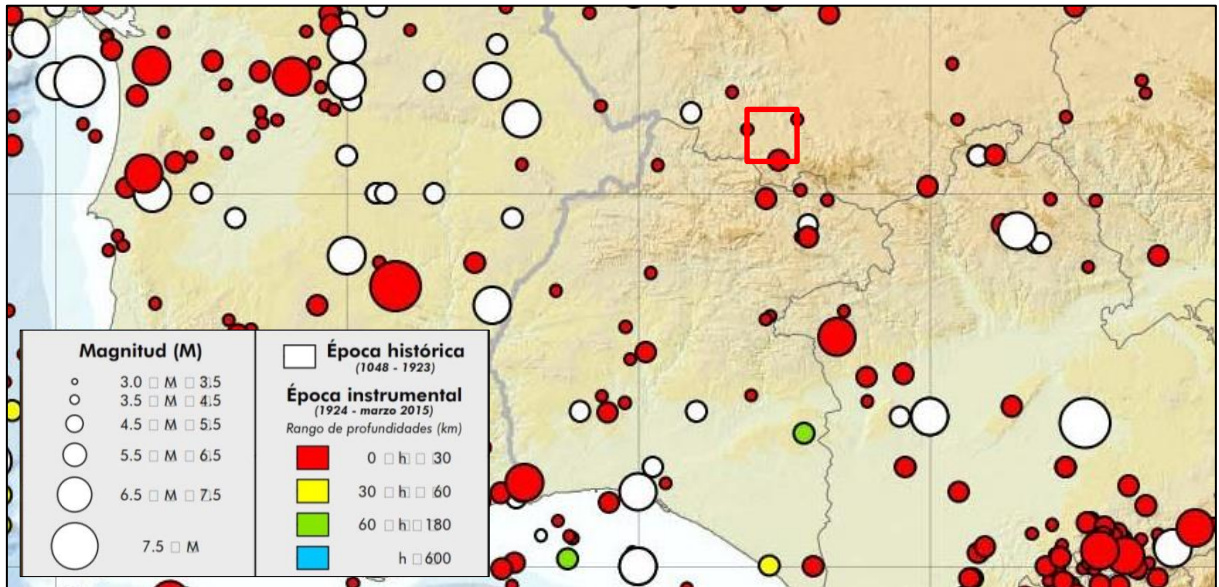 Magnitud (M)
3.0 □ M □ 3.5
3.5 □ M □ 4.5
4.5 □ M □ 5.5
5.5 □ M □ 6.5
6.5 □ M □ 7.5
7.5 □ M
Época histórica
(1048 - 1923)
Época instrumental
(1924 - marzo 2015)
Rango de profundidades (km)
0 □ h □ □ 30
30 □ h □ □ 60
60 □ h □ □ 180
h □ 600